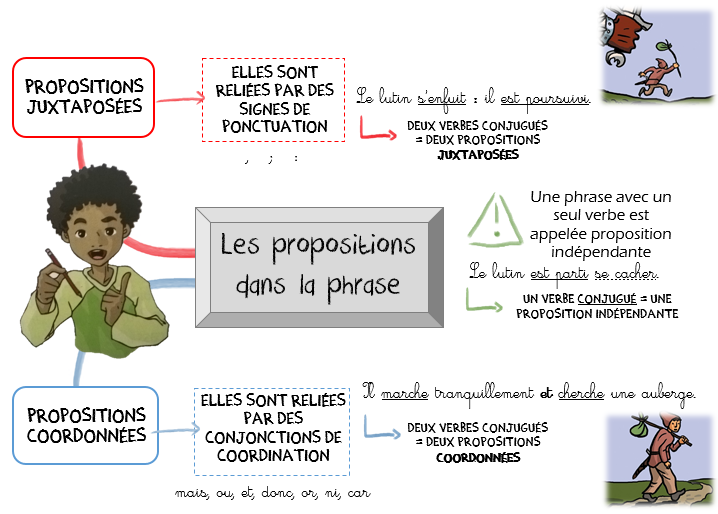 PROPOSITIONS
JUXTAPOSÉES
ELLES SONT
RELIÉES PAR DES
SIGNES DE
PONCTUATION
, ; :
Le lutin s'enfuit : il est poursuivi.
DEUX VERBES CONJUGUÉS
= DEUX PROPOSITIONS
JUXTAPOSÉES
Les propositions
dans la phrase
Une phrase avec un
seul verbe est
appelée proposition
indépendante
Le lutin est parti se cacher.
UN VERBE CONJUGUÉ = UNE
PROPOSITION INDÉPENDANTE
PROPOSITIONS
COORDONNÉES
ELLES SONT RELIÉES
PAR DES
CONJONCTIONS DE
COORDINATION
mais, ou, et, donc, or, ni, car
Il marche tranquillement et cherche une auberge.
DEUX VERBES CONJUGUÉS
= DEUX PROPOSITIONS
COORDONNÉES